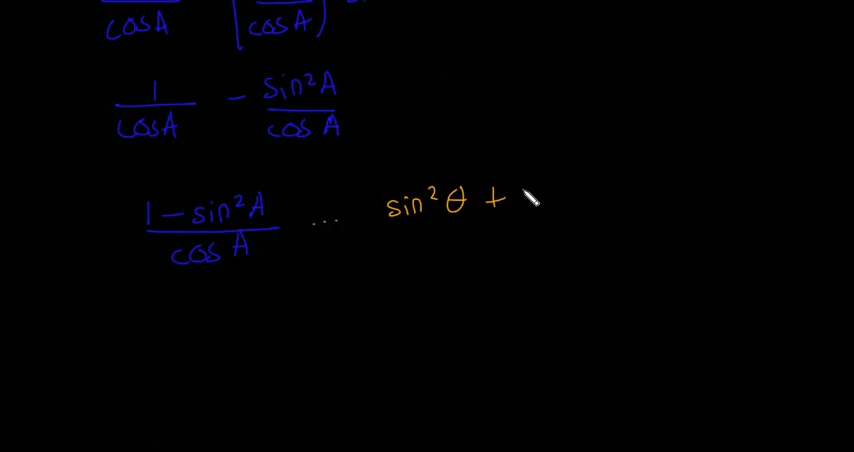 cosA (cosA)
1/cosA - sin²A/cos A
1 - sin²A/cos A ... sin²θ +